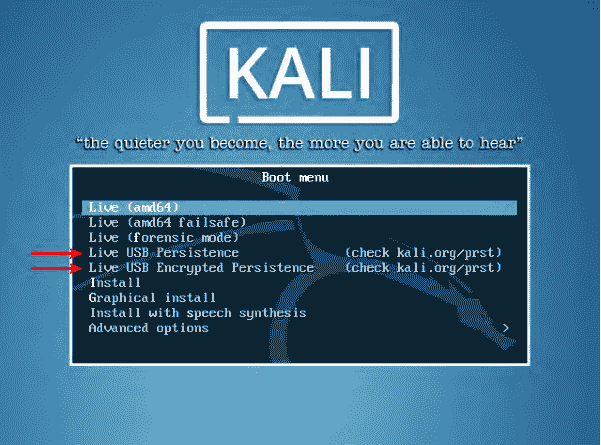 KALI
“the quieter you become, the more you are able to hear”
Boot menu
Live (amd64)
Live (amd64 failsafe)
Live (forensic mode)
Live USB Persistence (check kali.org/prst)
Live USB Encrypted Persistence (check kali.org/prst)
Install
Graphical install
Install with speech synthesis
Advanced options >